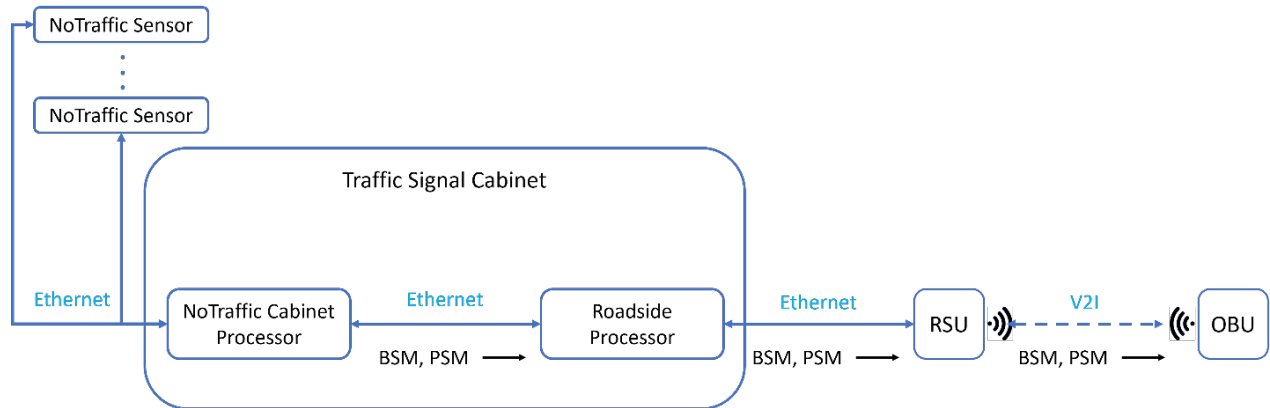 NoTraffic Sensor
NoTraffic Sensor
Traffic Signal Cabinet
Ethernet
NoTraffic Cabinet
Processor
Ethernet
BSM, PSM
Roadside
Processor
Ethernet
BSM, PSM
RSU
V2I
BSM, PSM
OBU